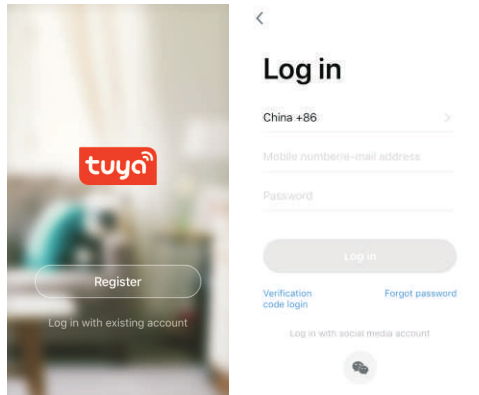 tuya
Register
Log in with existing account
Log in
China +86
Mobile number/e-mail address
Password
Log in
Verification
code login
Forgot password
Log in with social media account